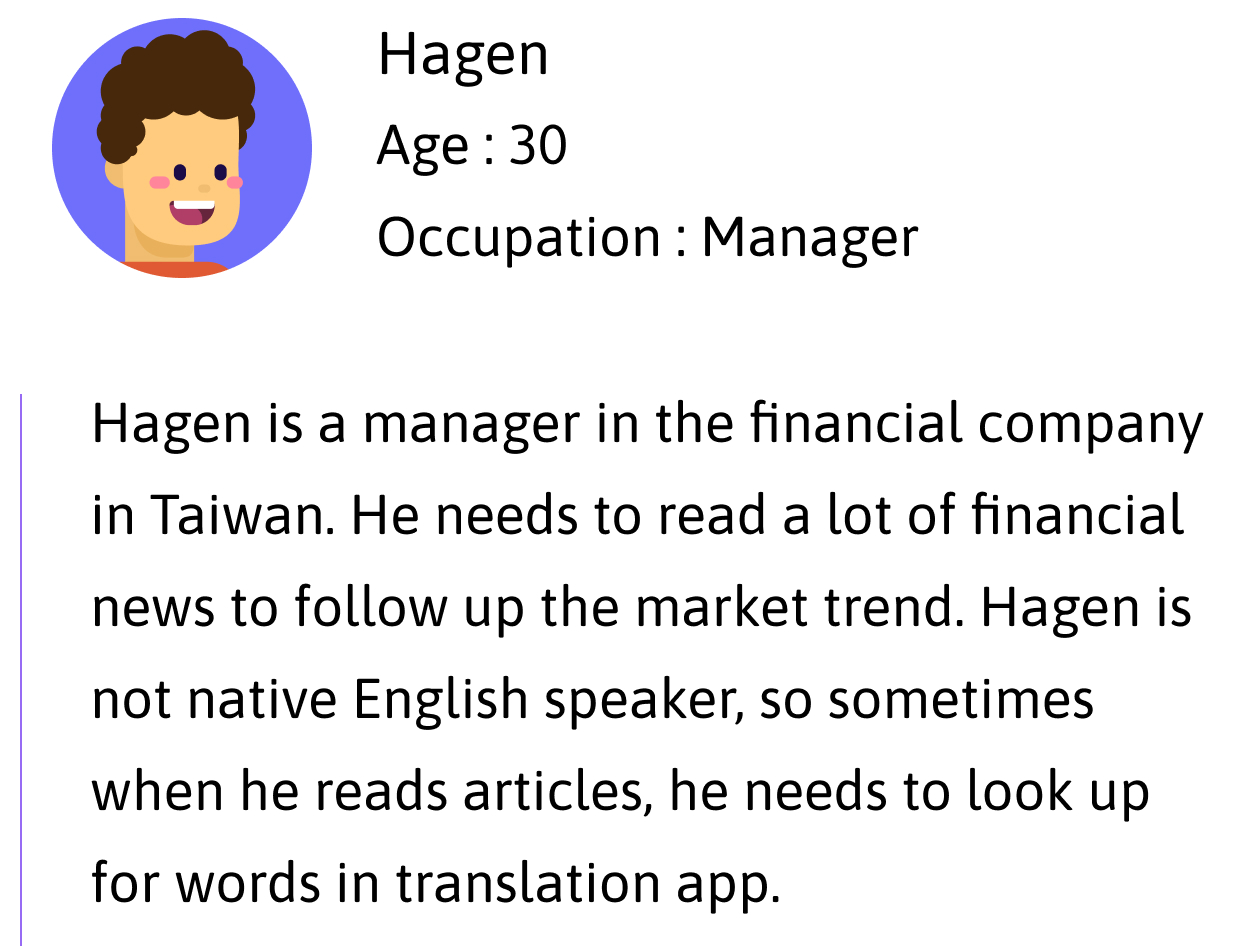 Hagen
Age : 30
Occupation : Manager
Hagen is a manager in the financial company
in Taiwan. He needs to read a lot of financial
news to follow up the market trend. Hagen is
not native English speaker, so sometimes
when he reads articles, he needs to look up
for words in translation app.